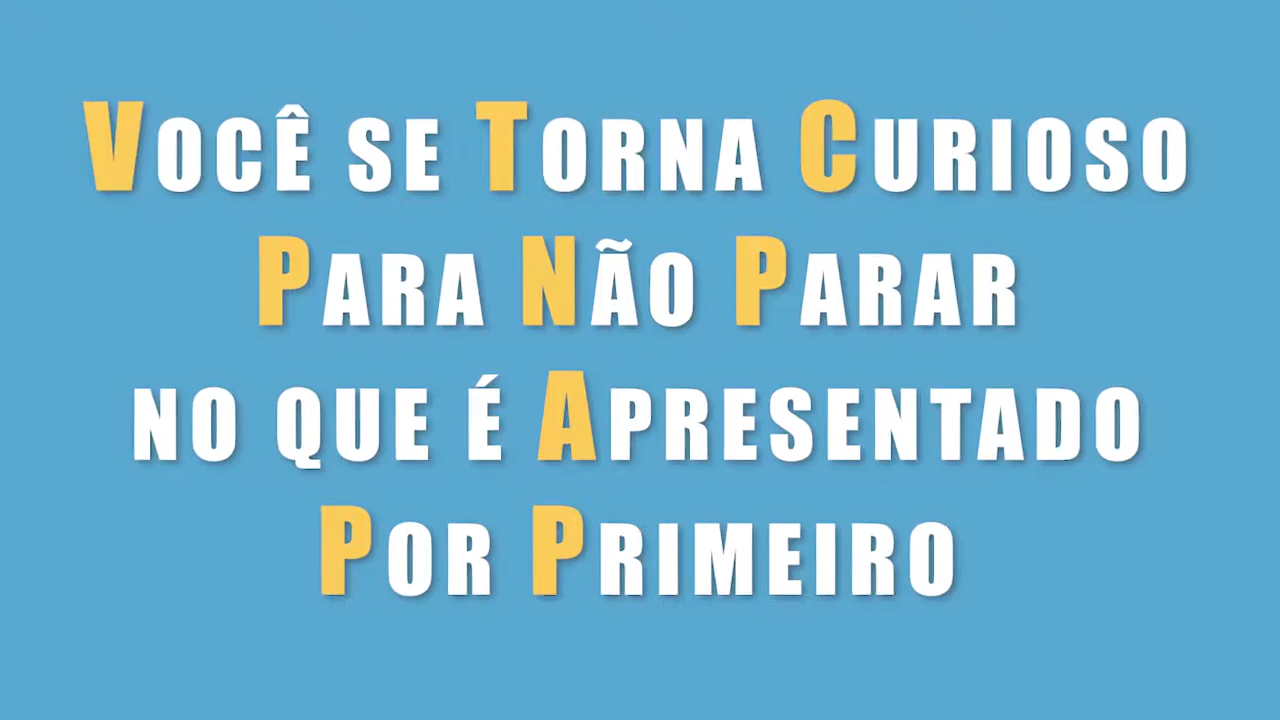 VOCÊ SE TORNA CURIOSO
PARA NÃO PARAR
NO QUE É APRESENTADO
POR PRIMEIRO